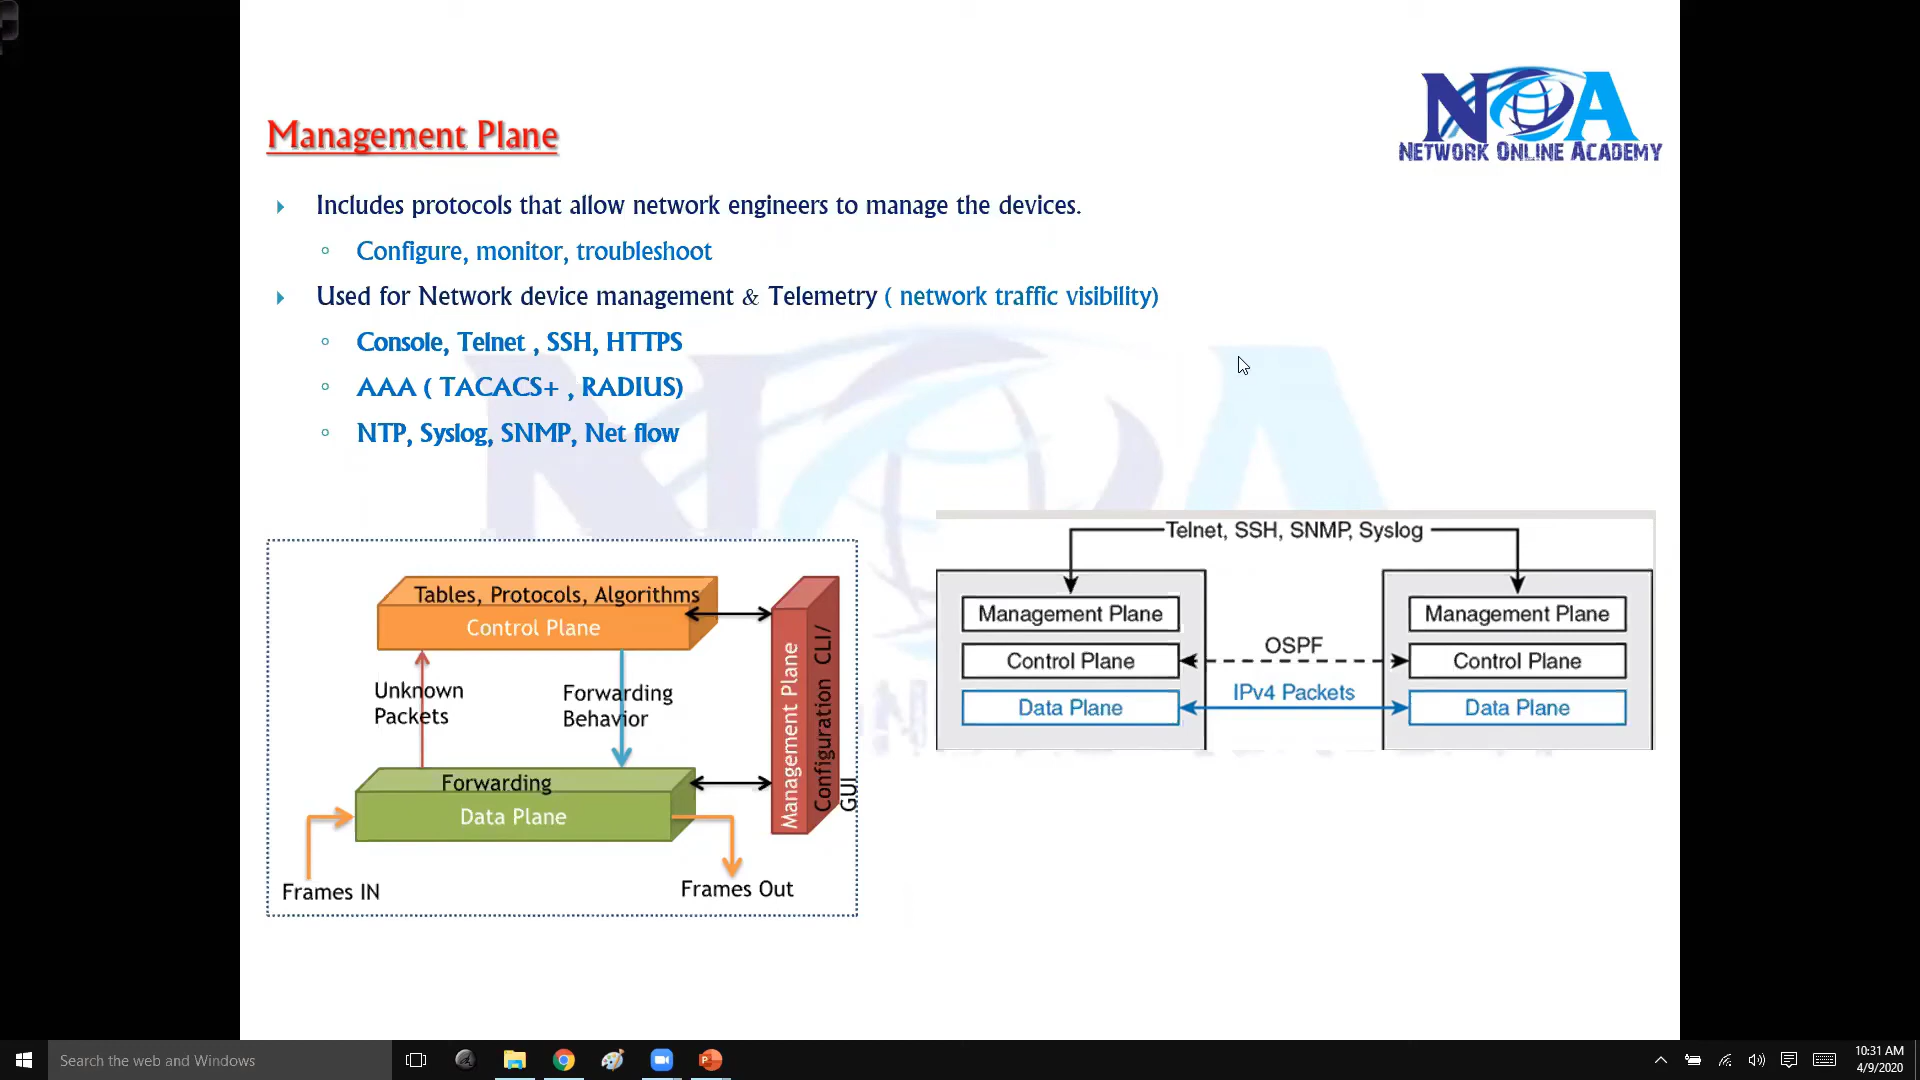 NOA
NETWORK ONLINE ACADEMY
Management Plane
Includes protocols that allow network engineers to manage the devices.
Configure, monitor, troubleshoot
Used for Network device management & Telemetry ( network traffic visibility)
Console, Telnet , SSH, HTTPS
AAA ( TACACS+ , RADIUS)
NTP, Syslog, SNMP, Net flow
Tables, Protocols, Algorithms
Control Plane
Unknown
Packets
Forwarding
Behavior
Management Plane
Configuration CLI/
GUI
Forwarding
Data Plane
Frames IN
Frames Out
Telnet, SSH, SNMP, Syslog
Management Plane
Management Plane
OSPF
Control Plane
Control Plane
IPv4 Packets
Data Plane
Data Plane
Search the web and Windows
10:31 AM
4/9/2020